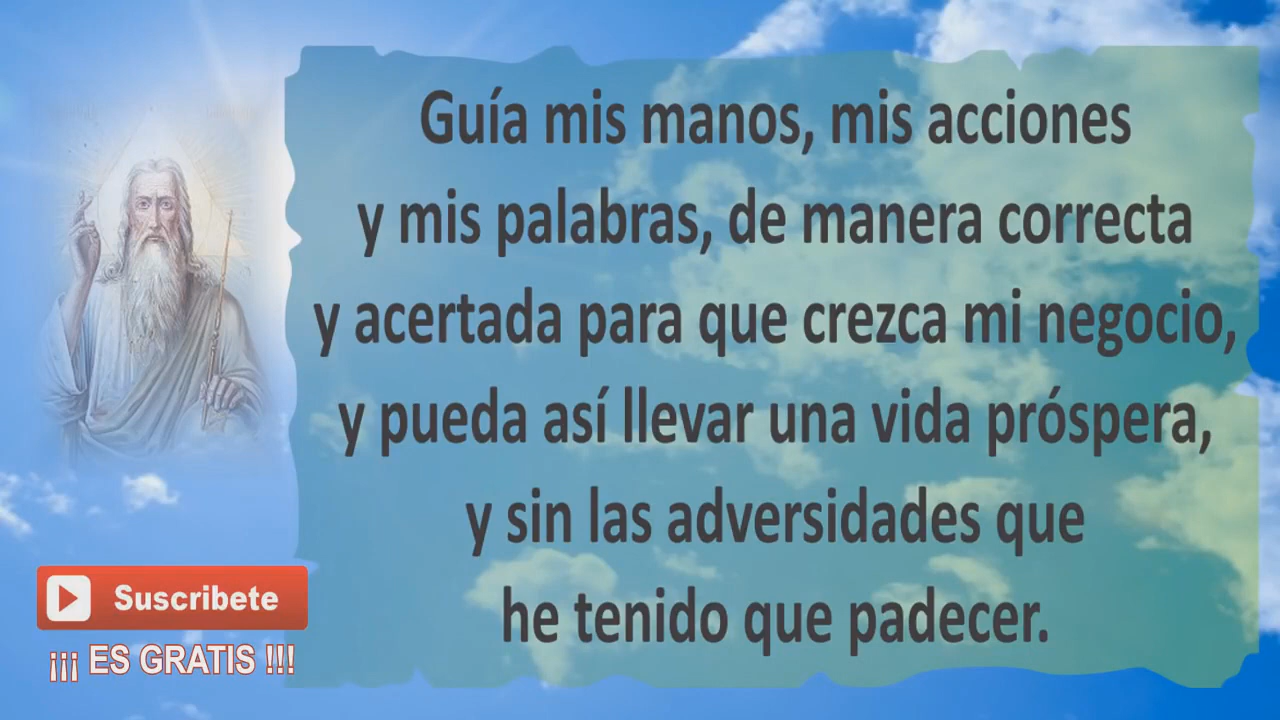 Guía mis manos, mis acciones
y mis palabras, de manera correcta
y acertada para que crezca mi negocio,
y pueda así llevar una vida próspera,
y sin las adversidades que
he tenido que padecer.
Suscribete
¡¡¡ ES GRATIS !!!